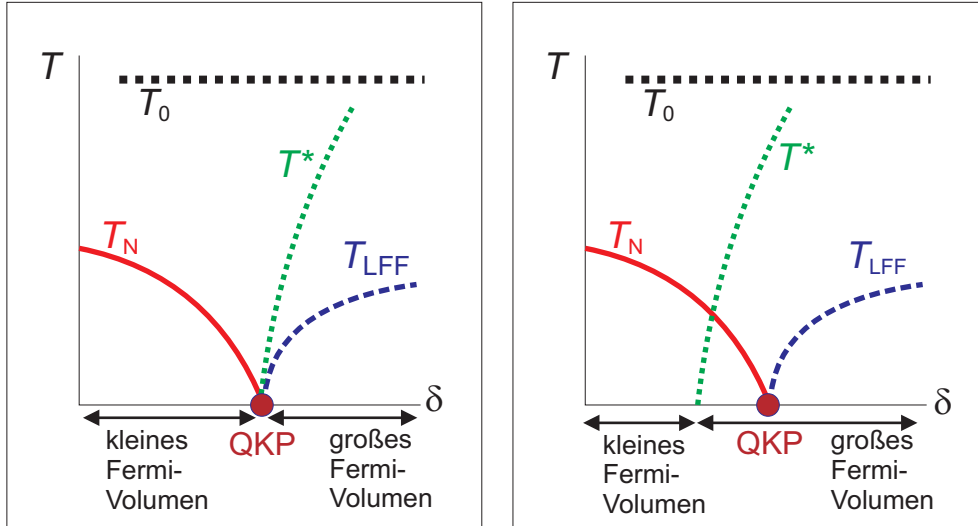 T
T0
T*
TN
TLFF
δ
kleines
Fermi-
Volumen
QKP
großes
Fermi-
Volumen
T
T0
T*
TN
TLFF
δ
kleines
Fermi-
Volumen
QKP
großes
Fermi-
Volumen